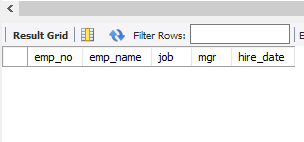 Result Grid Filter Rows: E
emp_no emp_name job mgr hire_date